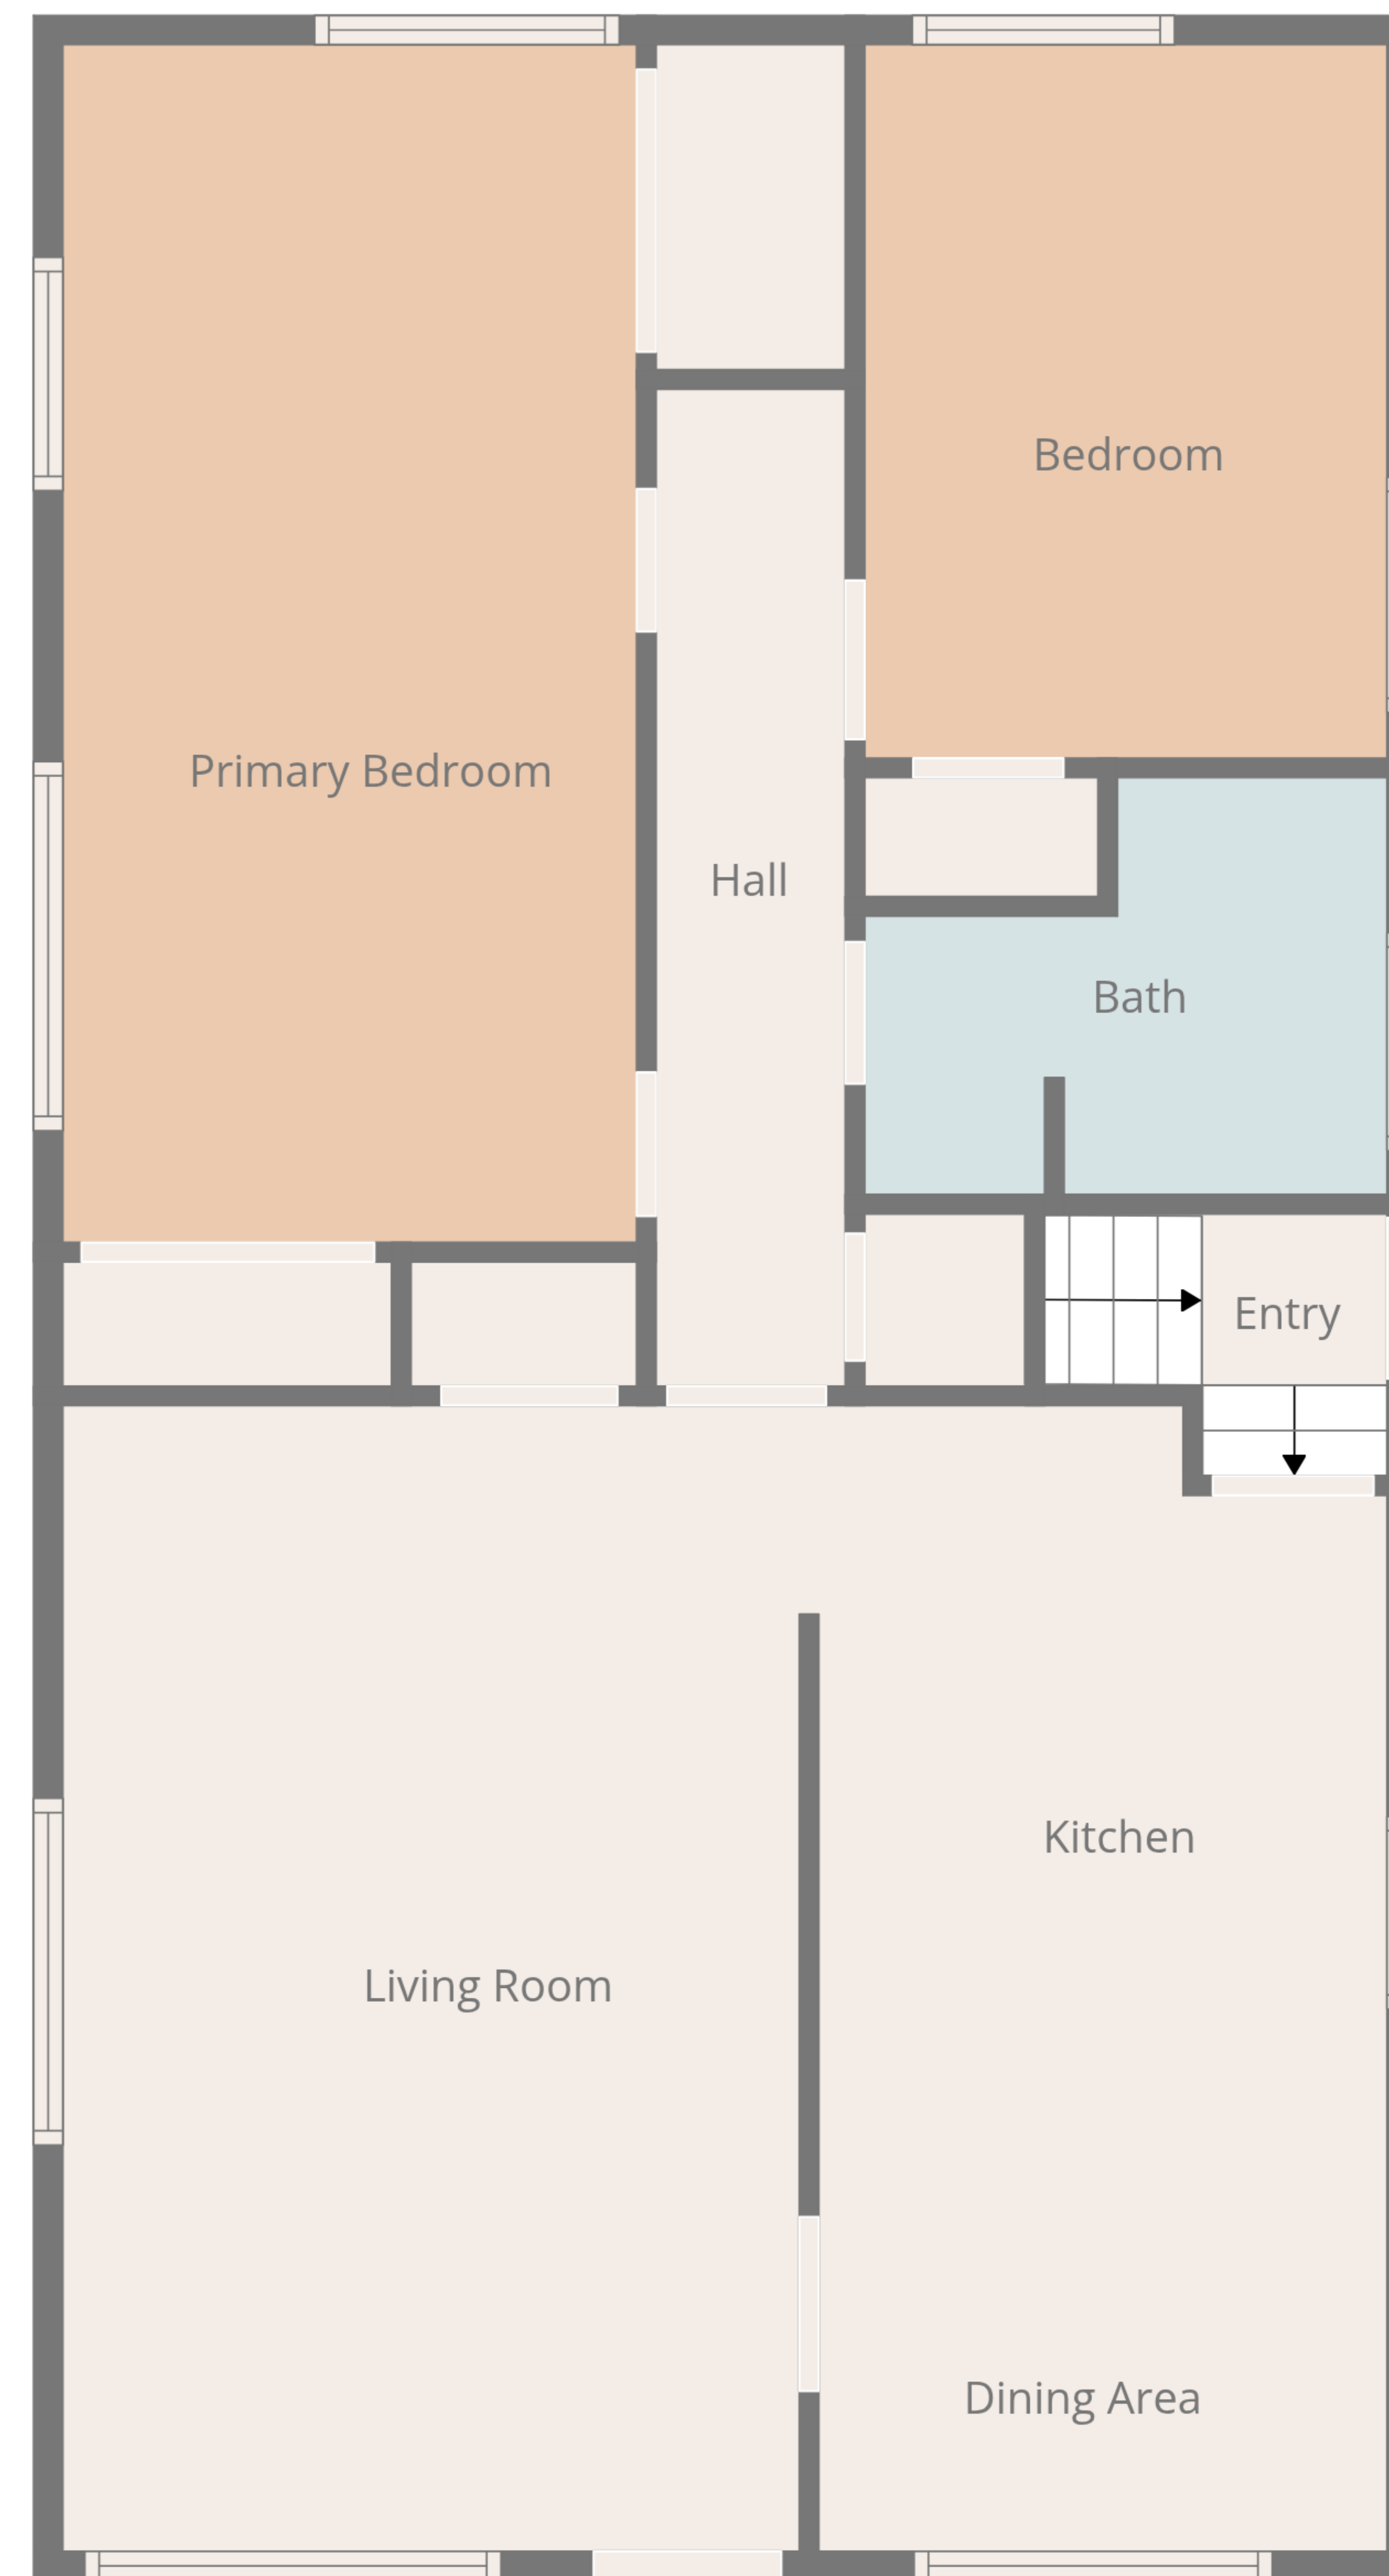 Bedroom
Primary Bedroom
Hall
Bath
Entry
Kitchen
Living Room
Dining Area